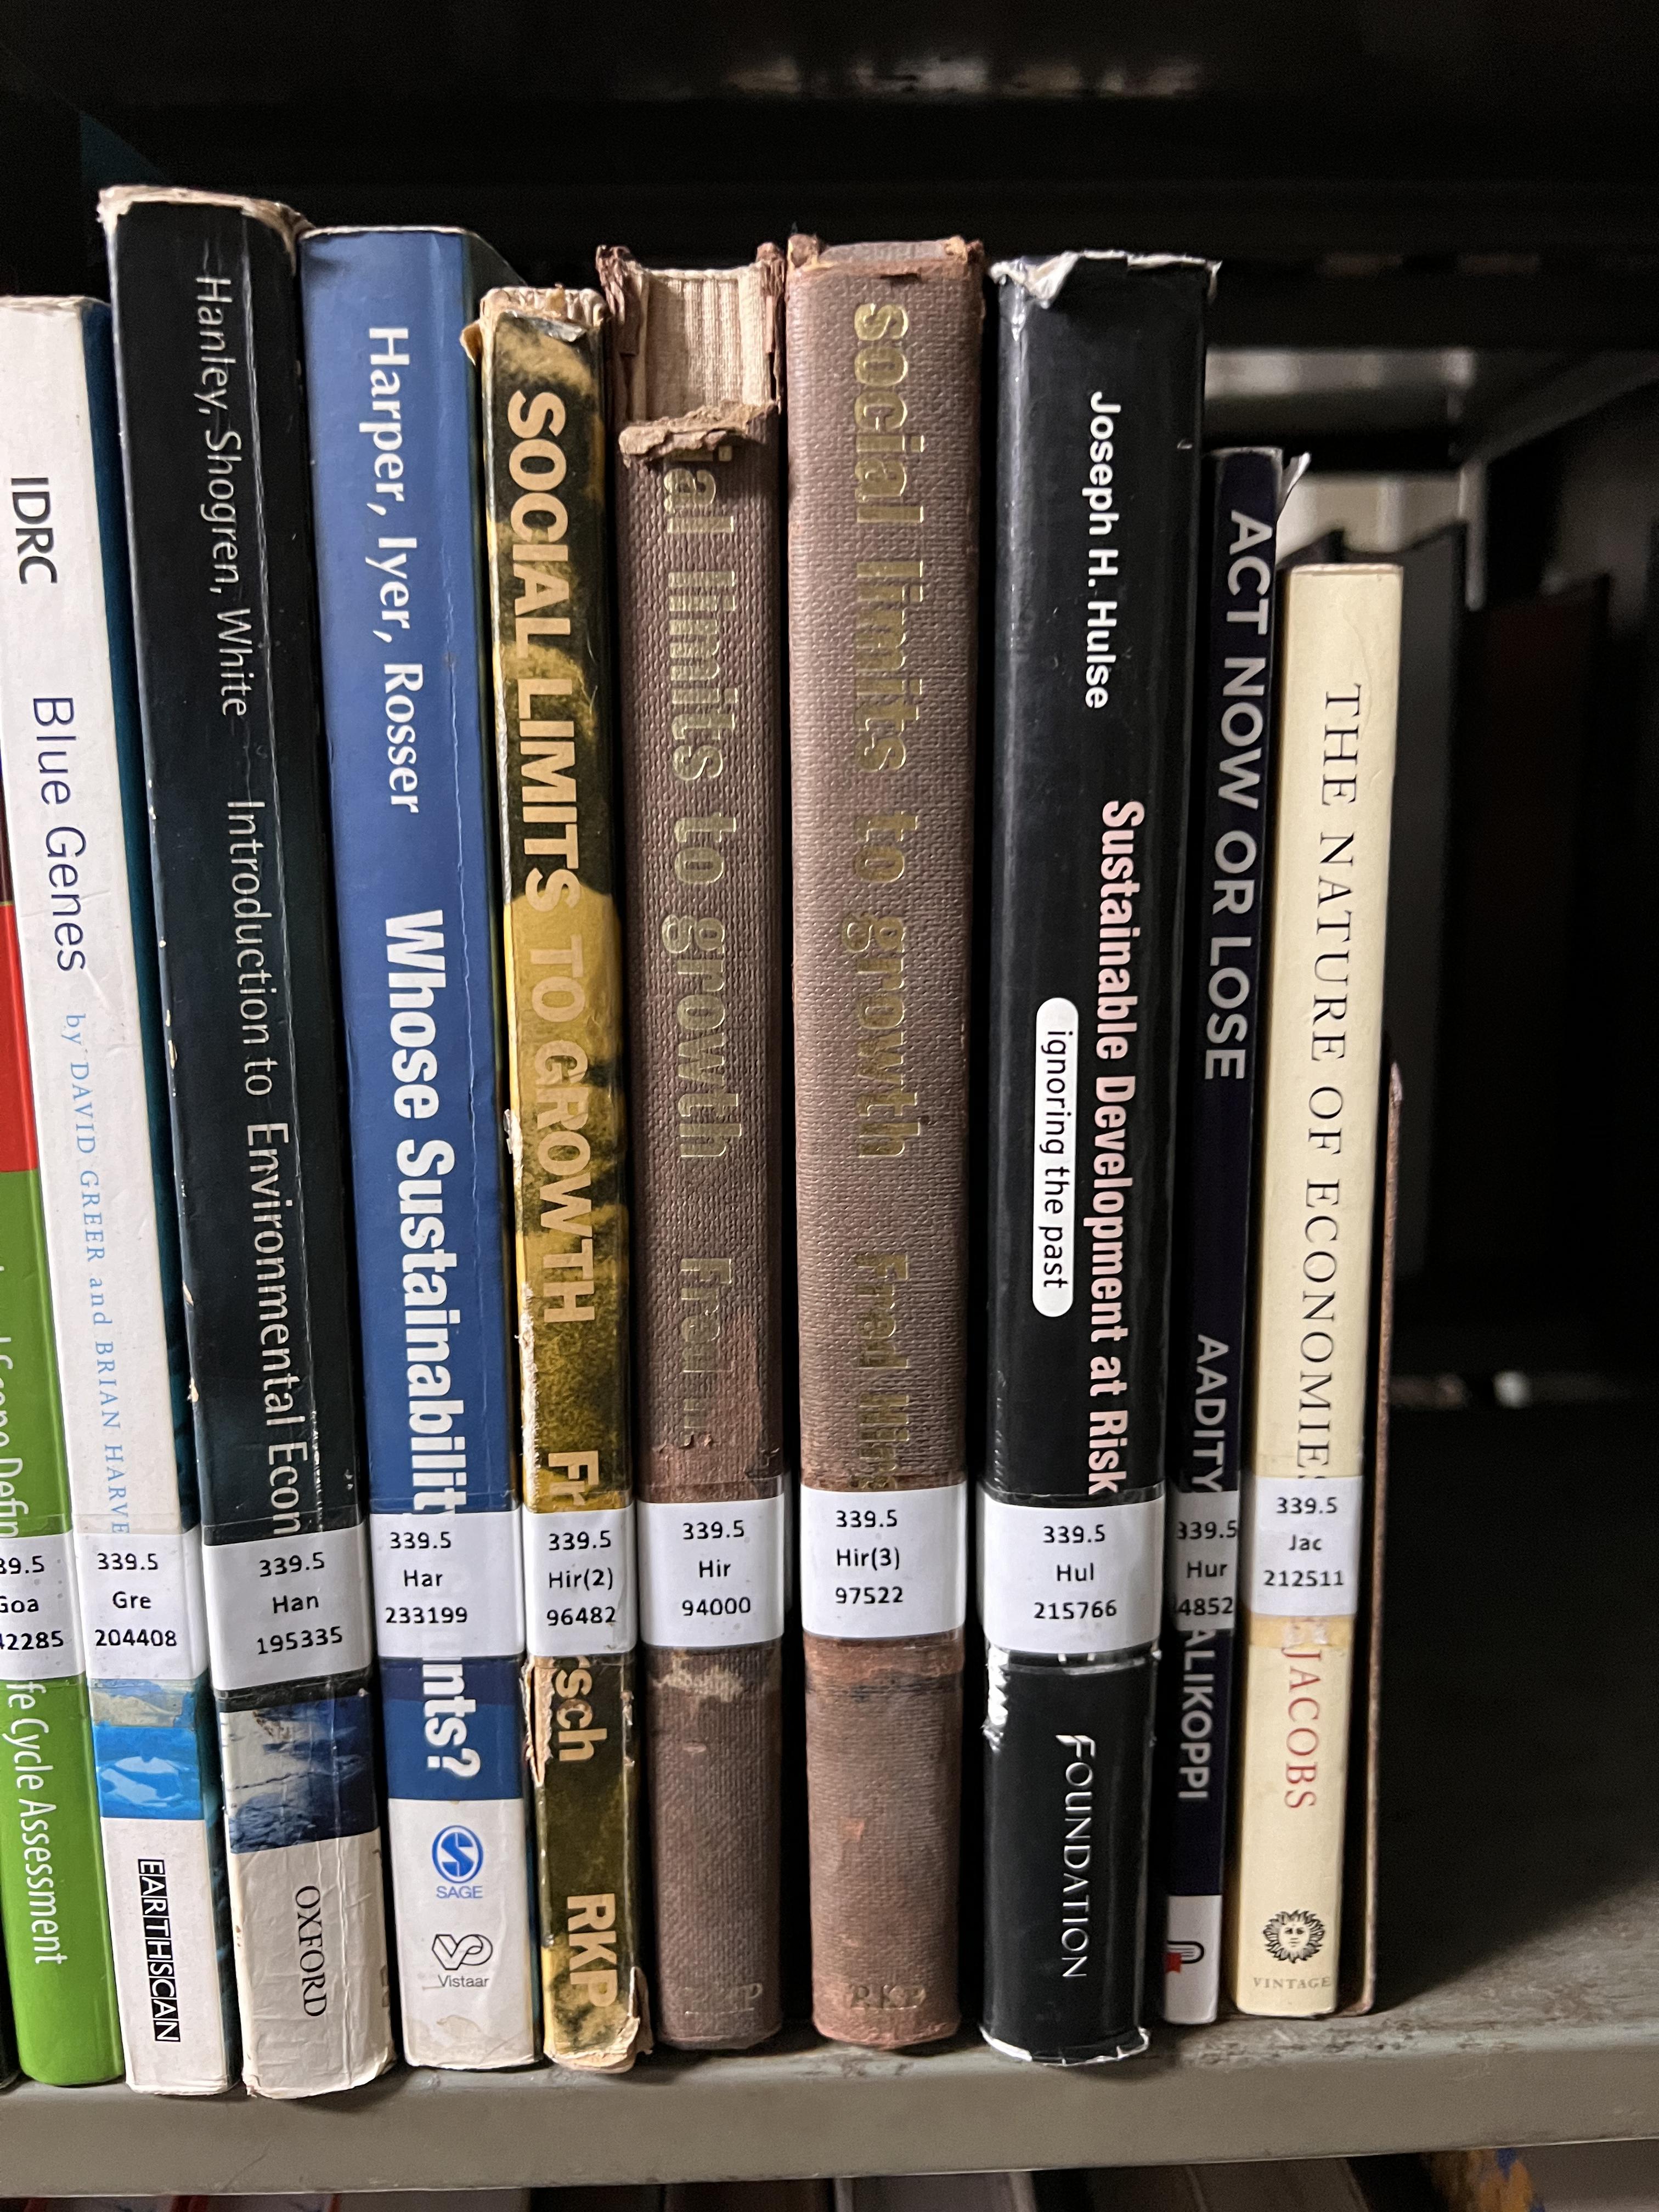 fe Cycle Assessment
39.5
Goa
42285
IDRC
Blue Genes
by DAVID GREER and BRIAN HARVE
339.5
Gre
204408
EARTHSCAN
Hanley, Shogren, White
Introduction to Environmental Econ
339.5
Han
195335
OXFORD
Harper, Iyer, Rosser
Whose Sustainabilit
339.5
Har
233199
nts?
SAGE
Vistaar
SOCIAL LIMITS TO GROWTH
Fr
339.5
Hir(2)
96482
sch
RKP
al limits to growth
339.5
Hir
94000
social limits to growth
Fred Hirs
339.5
Hir(3)
97522
RKP
Joseph H. Hulse
Sustainable Development at Risk
ignoring the past
339.5
Hul
215766
FOUNDATION
ACT NOW OR LOSE
AADITY
339.5
Hur
4852
ALIKOPPI
THE NATURE OF ECONOMIES
339.5
Jac
212511
JACOBS
VINTAGE